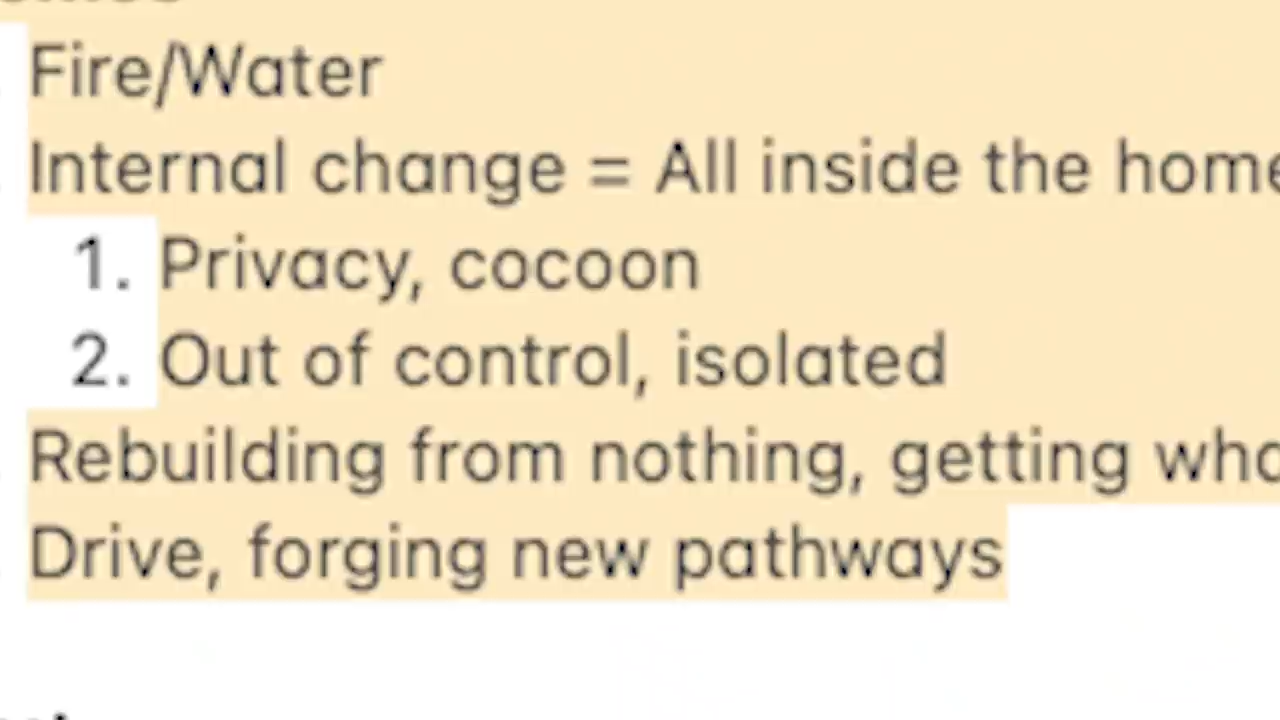 Fire/Water
Internal change = All inside the home
1. Privacy, cocoon
2. Out of control, isolated
Rebuilding from nothing, getting
Drive, forging new pathways